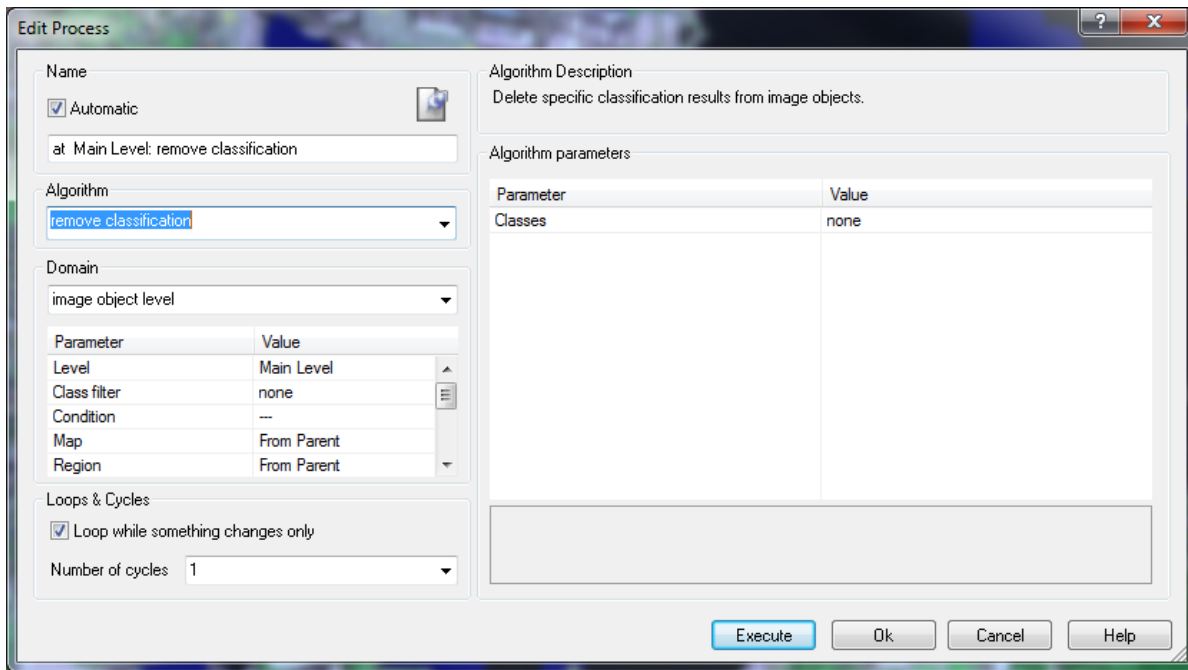 Edit Process
?
X
Name
Automatic
at Main Level: remove classification
Algorithm
remove classification
Domain
image object level
Parameter Value
Level Main Level
Class filter none
Condition ---
Map From Parent
Region From Parent
Loops & Cycles
Loop while something changes only
Number of cycles 1
Algorithm Description
Delete specific classification results from image objects.
Algorithm parameters
Parameter Value
Classes none
Execute Ok Cancel Help